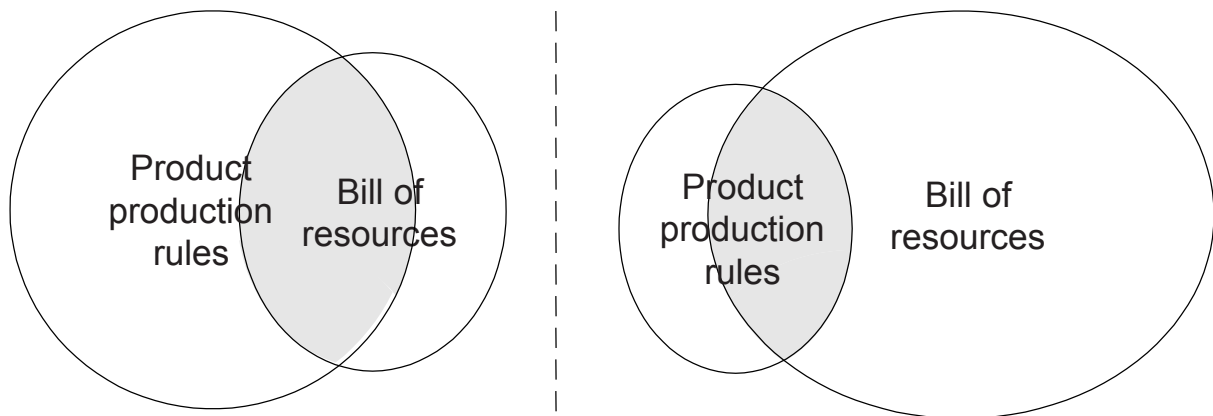 Product
production
rules
Bill of
resources
Product
production
rules
Bill of
resources